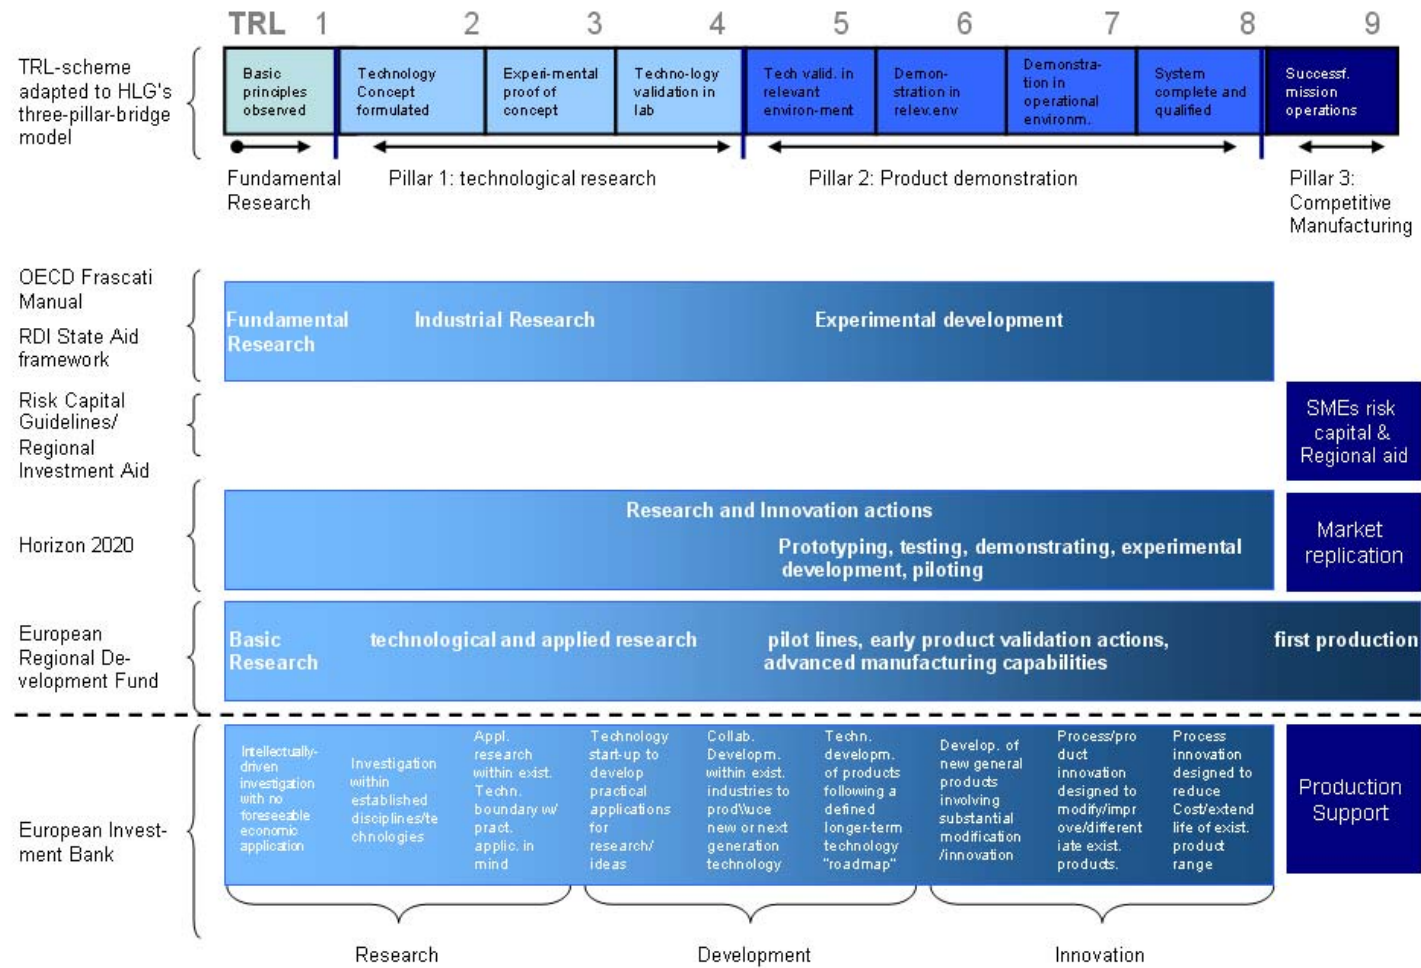 TRL 1 2 3 4 5 6 7 8 9
TRL-scheme
adapted to HLG's
three-pillar-bridge
model
Basic
principles
observed
Technology
Concept
formulated
Experi-mental
proof of
concept
Techno-logy
validation in
lab
Tech valid. in
relevant
environ-ment
Demon-
stration in
relev.env
Demonstra-
tion in
operational
environm.
System
complete and
qualified
Successf.
mission
operations
Fundamental
Research
Pillar 1: technological research
Pillar 2: Product demonstration
Pillar 3:
Competitive
Manufacturing
OECD Frascati
Manual
RDI State Aid
framework
Fundamental
Research
Industrial Research
Experimental development
Risk Capital
Guidelines/
Regional
Investment Aid
SMEs risk
capital &
Regional aid
Horizon 2020
Research and Innovation actions
Prototyping, testing, demonstrating, experimental
development, piloting
Market
replication
European
Regional De-
velopment Fund
Basic
Research
technological and applied research
pilot lines, early product validation actions,
advanced manufacturing capabilities
first production
European Invest-
ment Bank
Intellectually-
driven
investigation
with no
foreseeable
economic
application
Investigation
within
established
disciplines/te
chnologies
Appl.
research
within exist.
Techn.
boundary w/
pract.
applic. in
mind
Technology
start-up to
develop
practical
applications
for
research/
ideas
Collab.
Developm.
within exist.
industries to
prod\\uce
new or next
generation
technology
Techn.
developm.
of products
following a
defined
longer-term
technology
"roadmap"
Develop. of
new general
products
involving
substantial
modification
/innovation
Process/pro
duct
innovation
designed to
modify/impr
ove/different
iate exist.
products.
Process
innovation
designed to
reduce
Cost/extend
life of exist.
product
range
Production
Support
Research
Development
Innovation